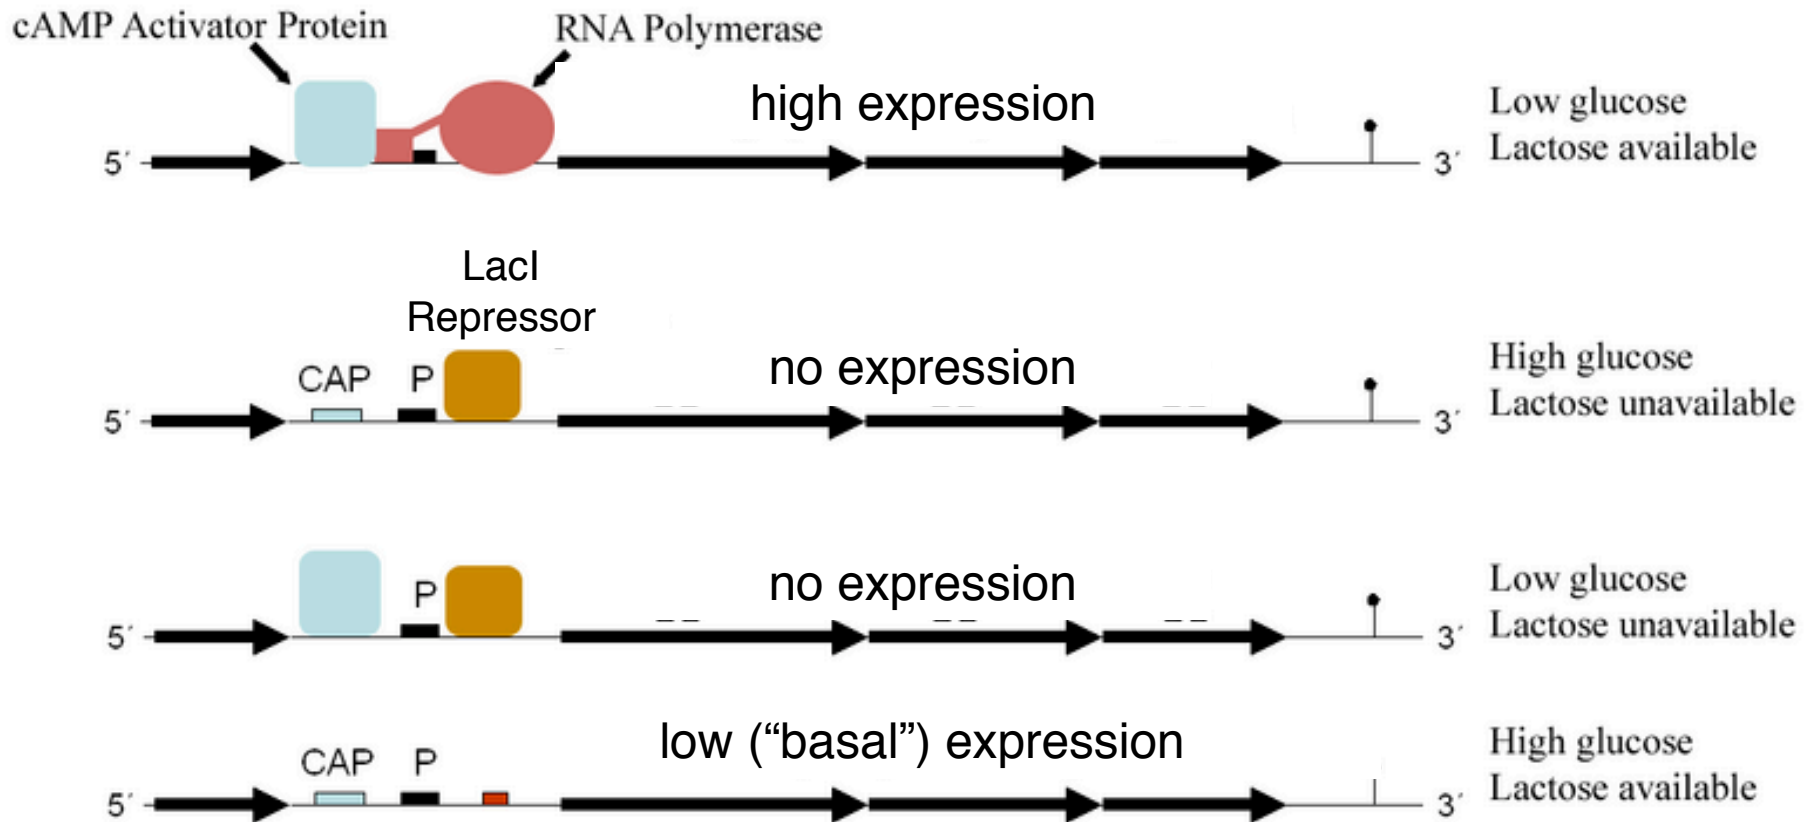 cAMP Activator Protein
RNA Polymerase
high expression
Low glucose
Lactose available
5´
3´
LacI
Repressor
CAP
P
no expression
High glucose
Lactose unavailable
5´
3´
P
no expression
Low glucose
Lactose unavailable
5´
3´
CAP
P
low (“basal”) expression
High glucose
Lactose available
5´
3´